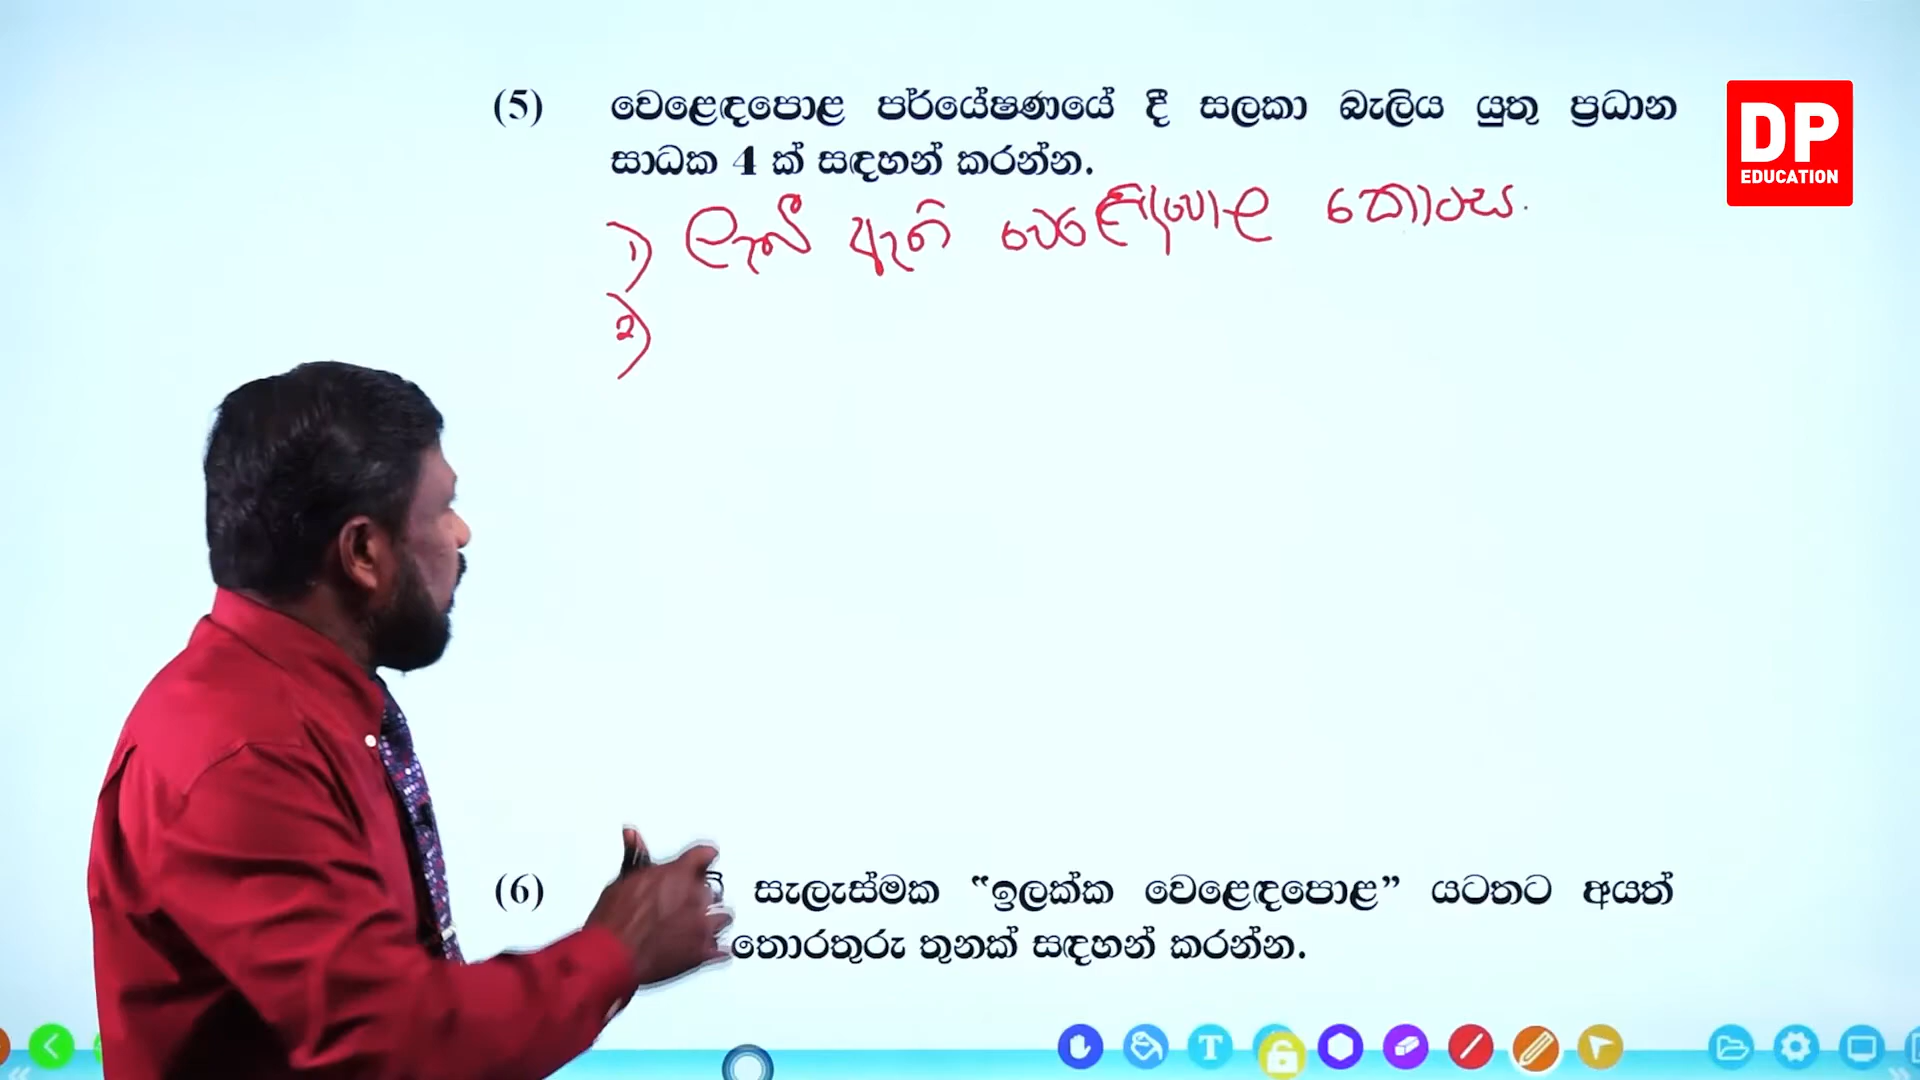 (5) වෙළෙඳපොළ පර්යේෂණයේ දී සලකා බැලිය යුතු ප්‍රධාන
සාධක 4 ක් සඳහන් කරන්න.
DP
EDUCATION
1) ලැබී ඇති වෙළෙඳපොල කොටස.
2)
(6) සැලැස්මක “ඉලක්ක වෙළෙඳපොළ” යටතට අයත්
තොරතුරු තුනක් සඳහන් කරන්න.
T